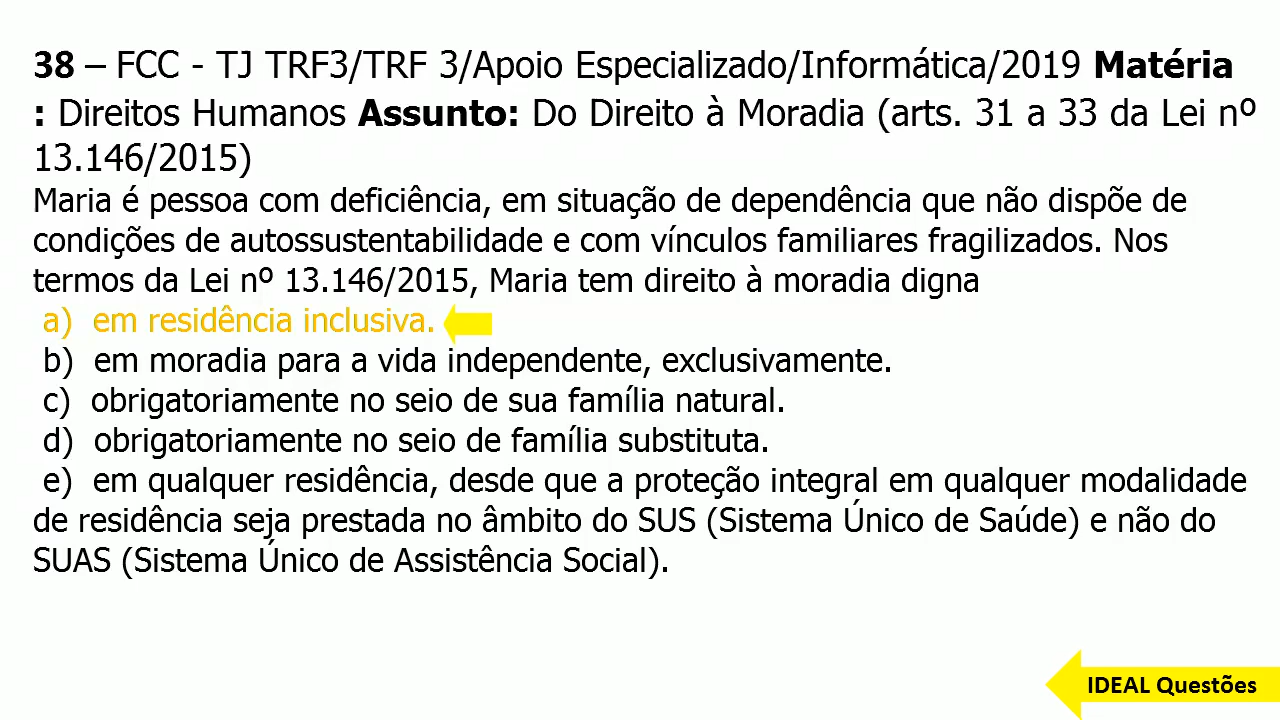 38 – FCC - TJ TRF3/TRF 3/Apoio Especializado/Informática/2019 Matéria
: Direitos Humanos Assunto: Do Direito à Moradia (arts. 31 a 33 da Lei nº
13.146/2015)
Maria é pessoa com deficiência, em situação de dependência que não dispõe de
condições de autossustentabilidade e com vínculos familiares fragilizados. Nos
termos da Lei nº 13.146/2015, Maria tem direito à moradia digna
a) em residência inclusiva.
b) em moradia para a vida independente, exclusivamente.
c) obrigatoriamente no seio de sua família natural.
d) obrigatoriamente no seio de família substituta.
e) em qualquer residência, desde que a proteção integral em qualquer modalidade
de residência seja prestada no âmbito do SUS (Sistema Único de Saúde) e não do
SUAS (Sistema Único de Assistência Social).
IDEAL Questões